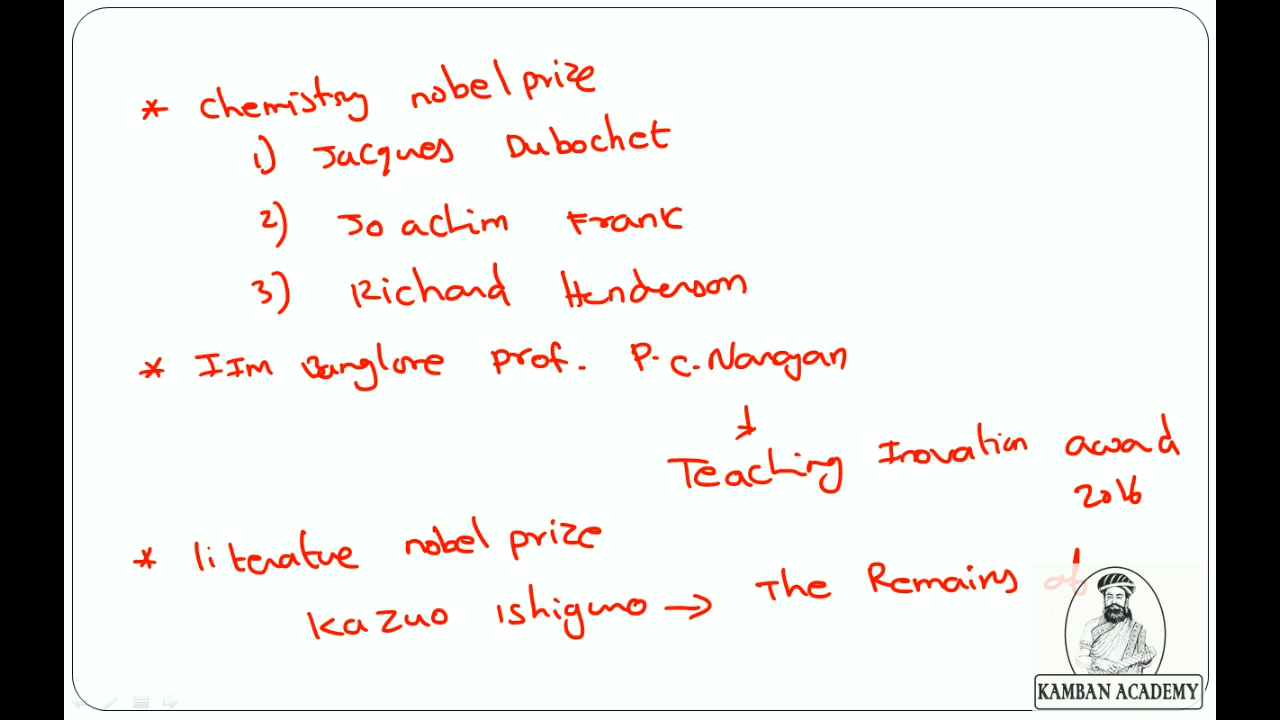 * Chemistry nobel prize
1) Jacques Dubochet
2) Joachim Frank
3) Richard Henderson
* IIm Banglore prof. P.C. Narayan
↓
Teaching Inovation award
2016
* literature nobel prize
Kazuo Ishiguro → The Remains of
KAMBAN ACADEMY